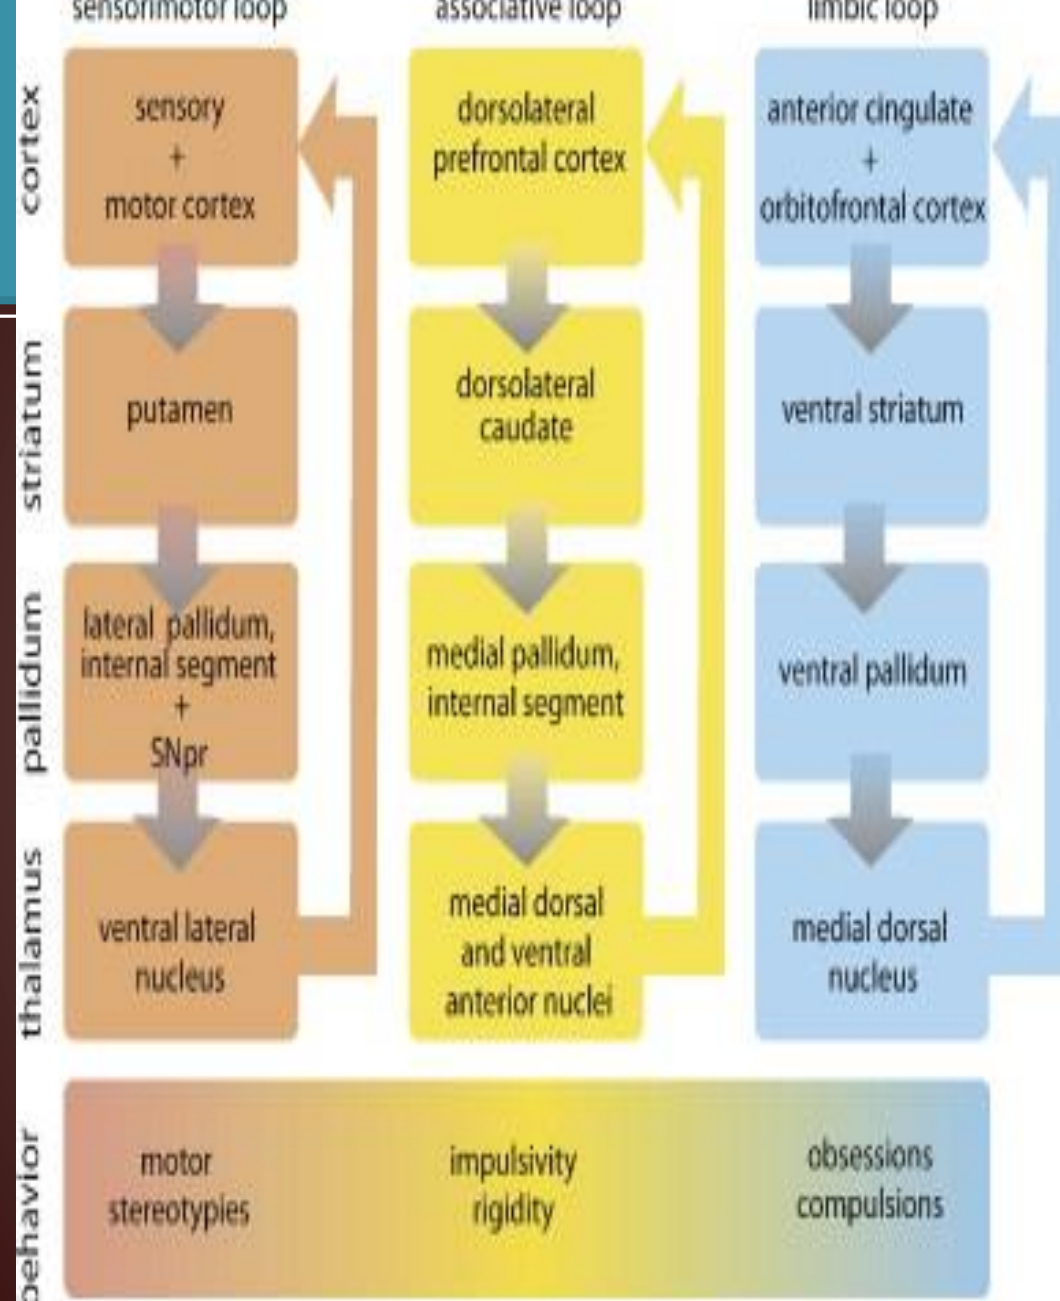 sensorimotor loop
associative loop
limbic loop
cortex
sensory
+
motor cortex
dorsolateral
prefrontal cortex
anterior cingulate
+
orbitofrontal cortex
striatum
putamen
dorsolateral
caudate
ventral striatum
pallidum
lateral pallidum,
internal segment
+
SNpr
medial pallidum,
internal segment
ventral pallidum
thalamus
ventral lateral
nucleus
medial dorsal
and ventral
anterior nuclei
medial dorsal
nucleus
behavior
motor
stereotypies
impulsivity
rigidity
obsessions
compulsions